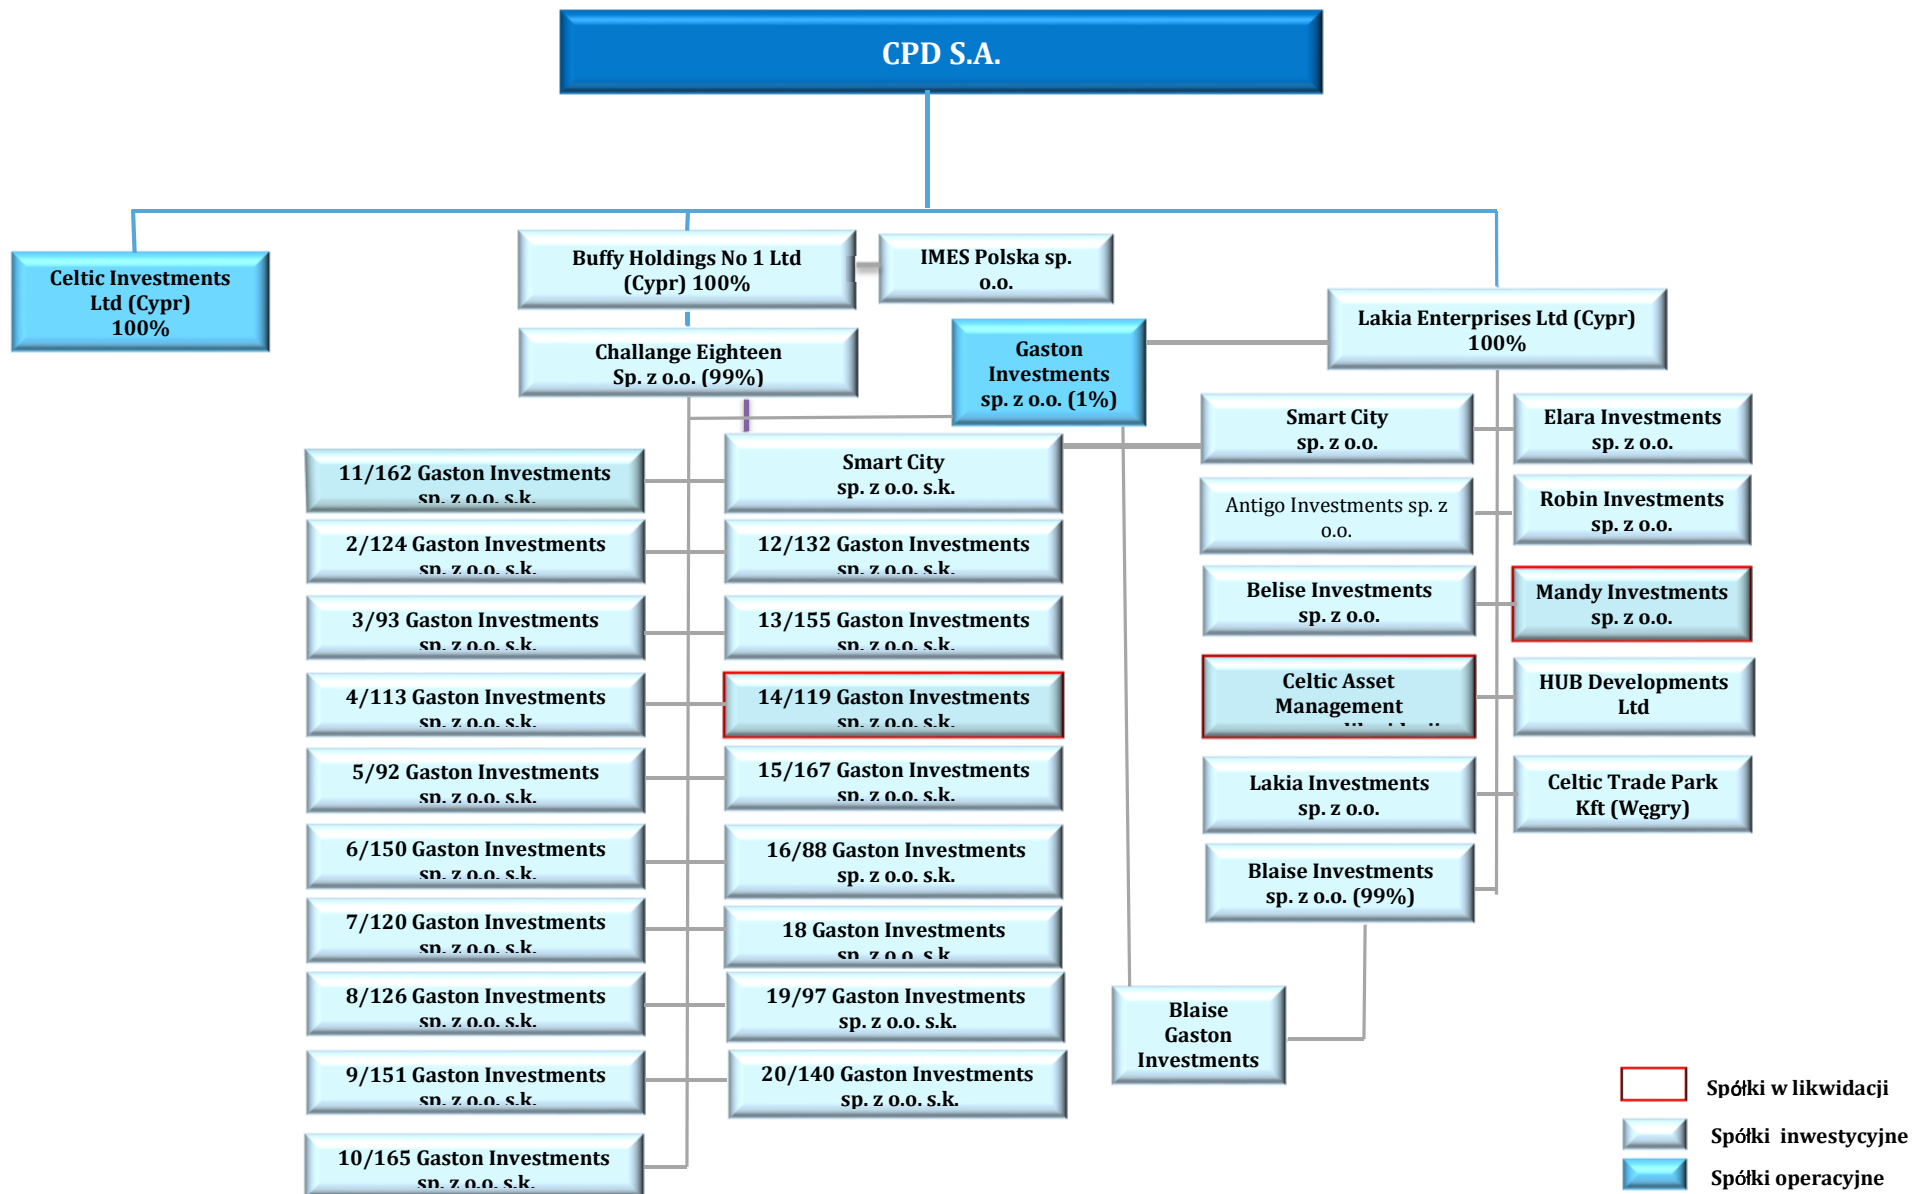 CPD S.A.
Celtic Investments
Ltd (Cypr)
100%
Buffy Holdings No 1 Ltd
(Cypr) 100%
IMES Polska sp.
o.o.
Challange Eighteen
Sp. z o.o. (99%)
Gaston
Investments
sp. z o.o. (1%)
Lakia Enterprises Ltd (Cypr)
100%
11/162 Gaston Investments
sp. z o.o. s.k.
2/124 Gaston Investments
sp. z o.o. s.k.
3/93 Gaston Investments
sp. z o.o. s.k.
4/113 Gaston Investments
sp. z o.o. s.k.
5/92 Gaston Investments
sp. z o.o. s.k.
6/150 Gaston Investments
sp. z o.o. s.k.
7/120 Gaston Investments
sp. z o.o. s.k.
8/126 Gaston Investments
sp. z o.o. s.k.
9/151 Gaston Investments
sp. z o.o. s.k.
10/165 Gaston Investments
sp. z o.o. s.k.
Smart City
sp. z o.o. s.k.
12/132 Gaston Investments
sp. z o.o. s.k.
13/155 Gaston Investments
sp. z o.o. s.k.
14/119 Gaston Investments
sp. z o.o. s.k.
15/167 Gaston Investments
sp. z o.o. s.k.
16/88 Gaston Investments
sp. z o.o. s.k.
18 Gaston Investments
sp. z o.o. s.k.
19/97 Gaston Investments
sp. z o.o. s.k.
20/140 Gaston Investments
sp. z o.o. s.k.
Smart City
sp. z o.o.
Antigo Investments sp. z
o.o.
Belise Investments
sp. z o.o.
Celtic Asset
Management
Lakia Investments
sp. z o.o.
Blaise Investments
sp. z o.o. (99%)
Elara Investments
sp. z o.o.
Robin Investments
sp. z o.o.
Mandy Investments
sp. z o.o.
HUB Developments
Ltd
Celtic Trade Park
Kft (Węgry)
Blaise
Gaston
Investments
Spółki w likwidacji
Spółki inwestycyjne
Spółki operacyjne